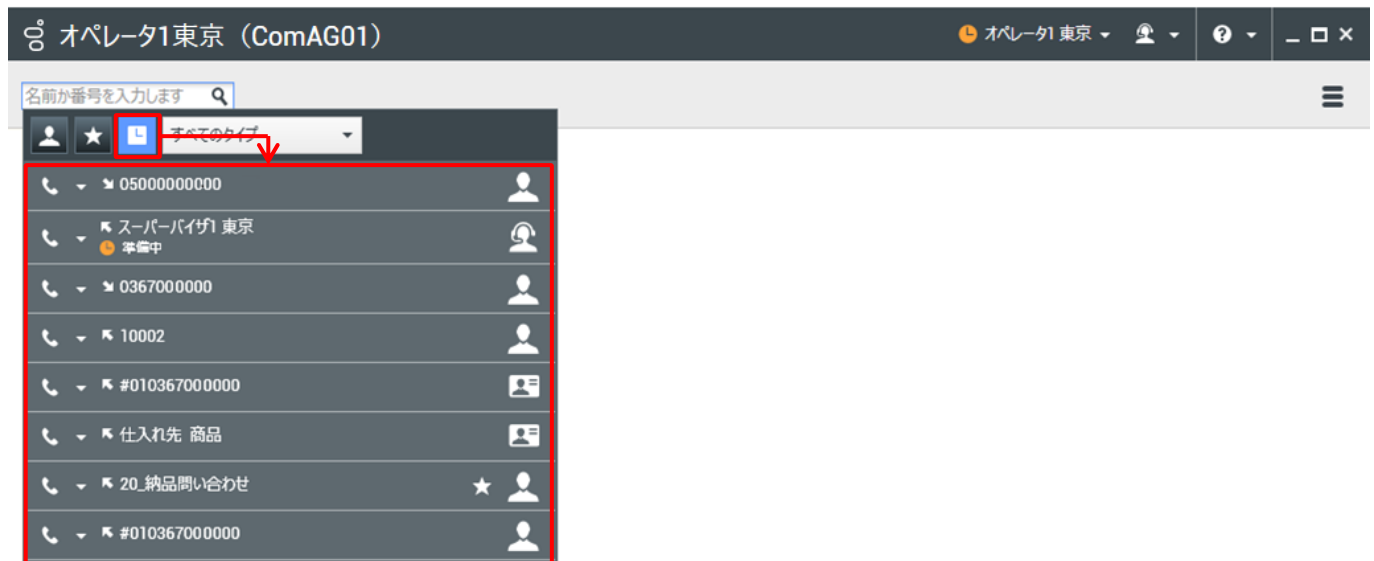 オペレータ1東京（ComAG01）
オペレータ1 東京
名前か番号を入力します
すべてのタイプ
05000000000
スーパーバイザ1 東京
準備中
0367000000
10002
#010367000000
仕入れ先 商品
20_納品問い合わせ
#010367000000